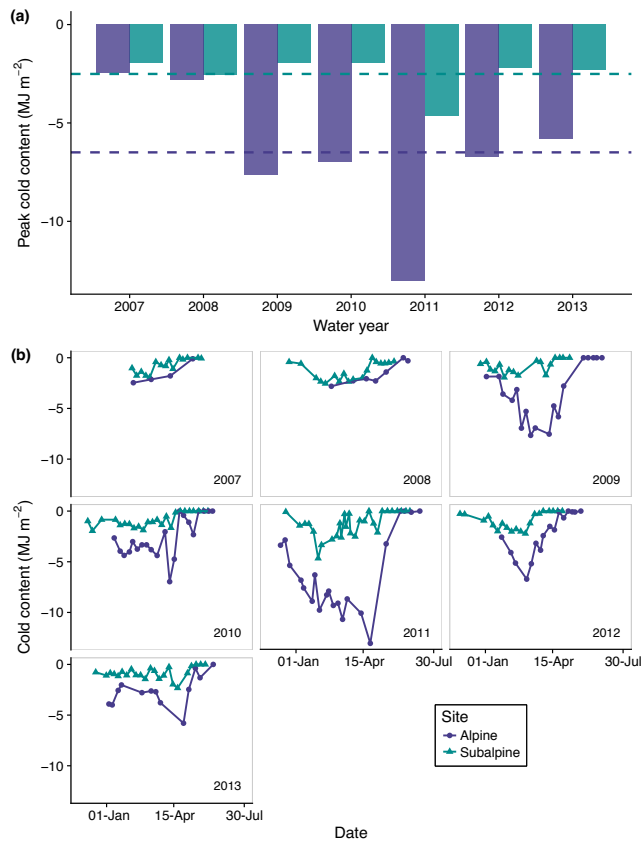 (a)
Peak cold content (MJ m⁻²)
0
−5
−10
2007 2008 2009 2010 2011 2012 2013
Water year
(b)
Cold content (MJ m⁻²)
0
−5
−10
2007 2008 2009
0
−5
−10
2010 2011 2012
01-Jan 15-Apr 30-Jul 01-Jan 15-Apr 30-Jul
0
−5
−10
2013
Site
Alpine
Subalpine
01-Jan 15-Apr 30-Jul
Date